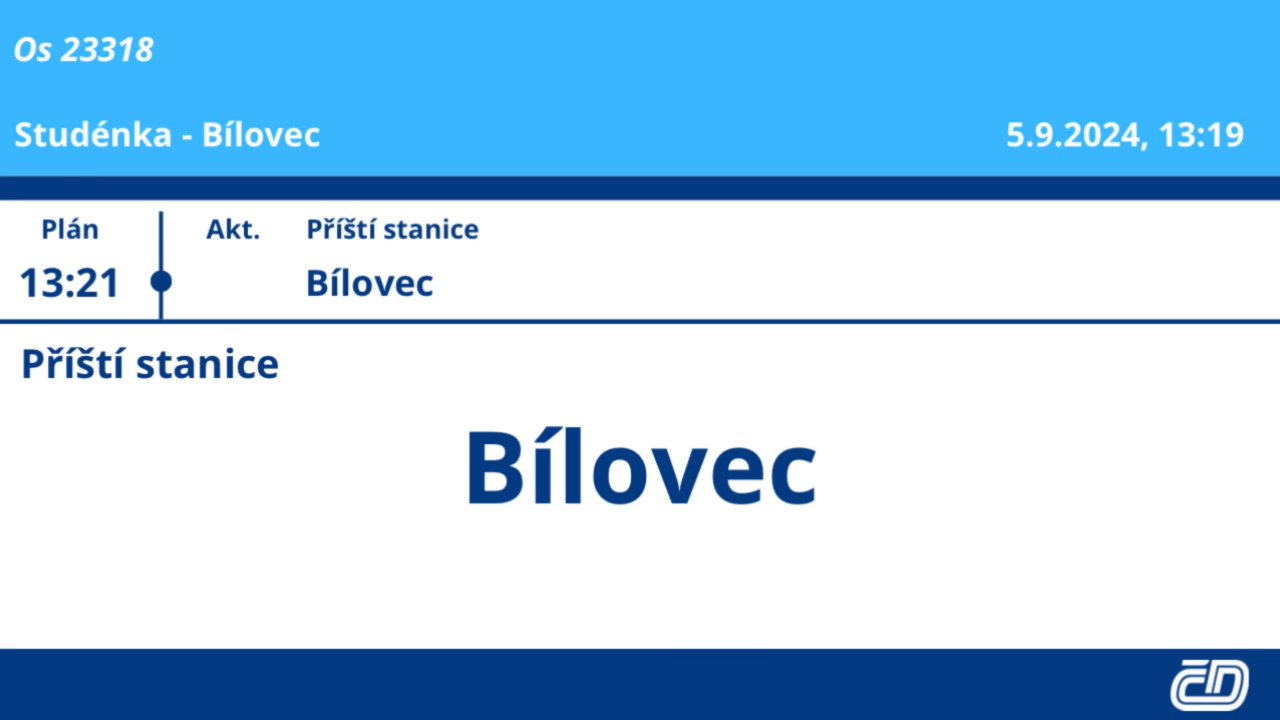 Os 23318
Studénka - Bílovec
5.9.2024, 13:19
Plán Akt. Příští stanice
13:21 Bílovec
Příští stanice
Bílovec
ČD